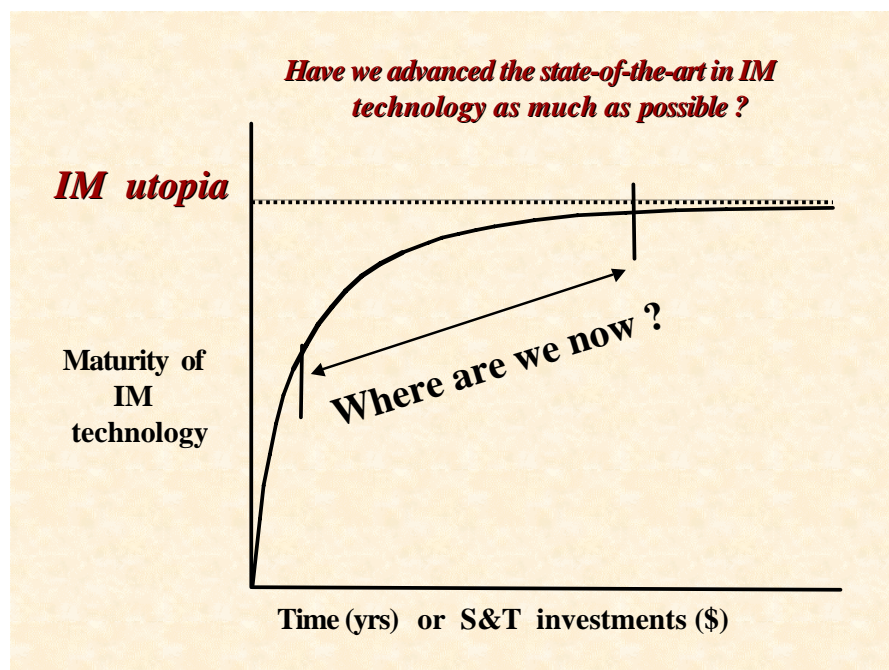 Have we advanced the state-of-the-art in IM
technology as much as possible ?
IM utopia
Maturity of
IM
technology
Where are we now ?
Time (yrs) or S&T investments ($)